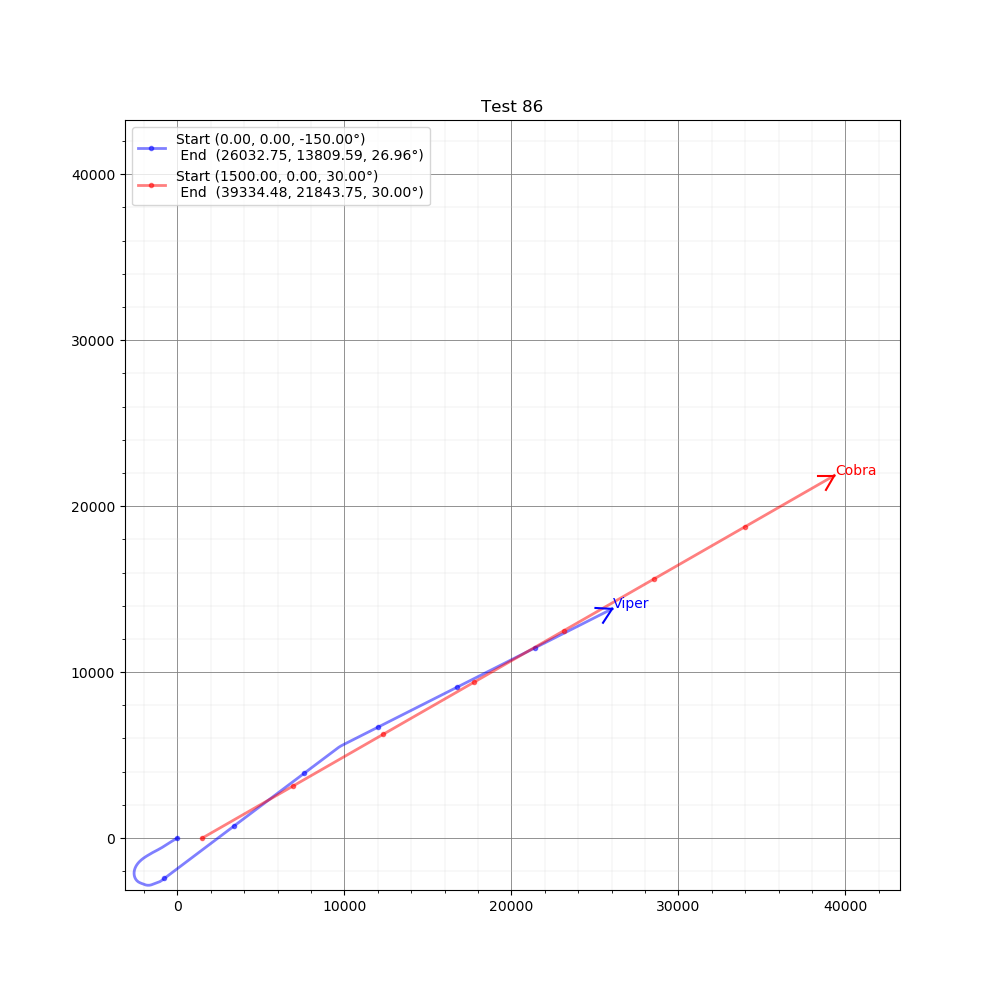 Test 86
Start (0.00, 0.00, -150.00°)
End (26032.75, 13809.59, 26.96°)
Start (1500.00, 0.00, 30.00°)
End (39334.48, 21843.75, 30.00°)
40000
30000
20000
10000
0
Cobra
Viper
0 10000 20000 30000 40000